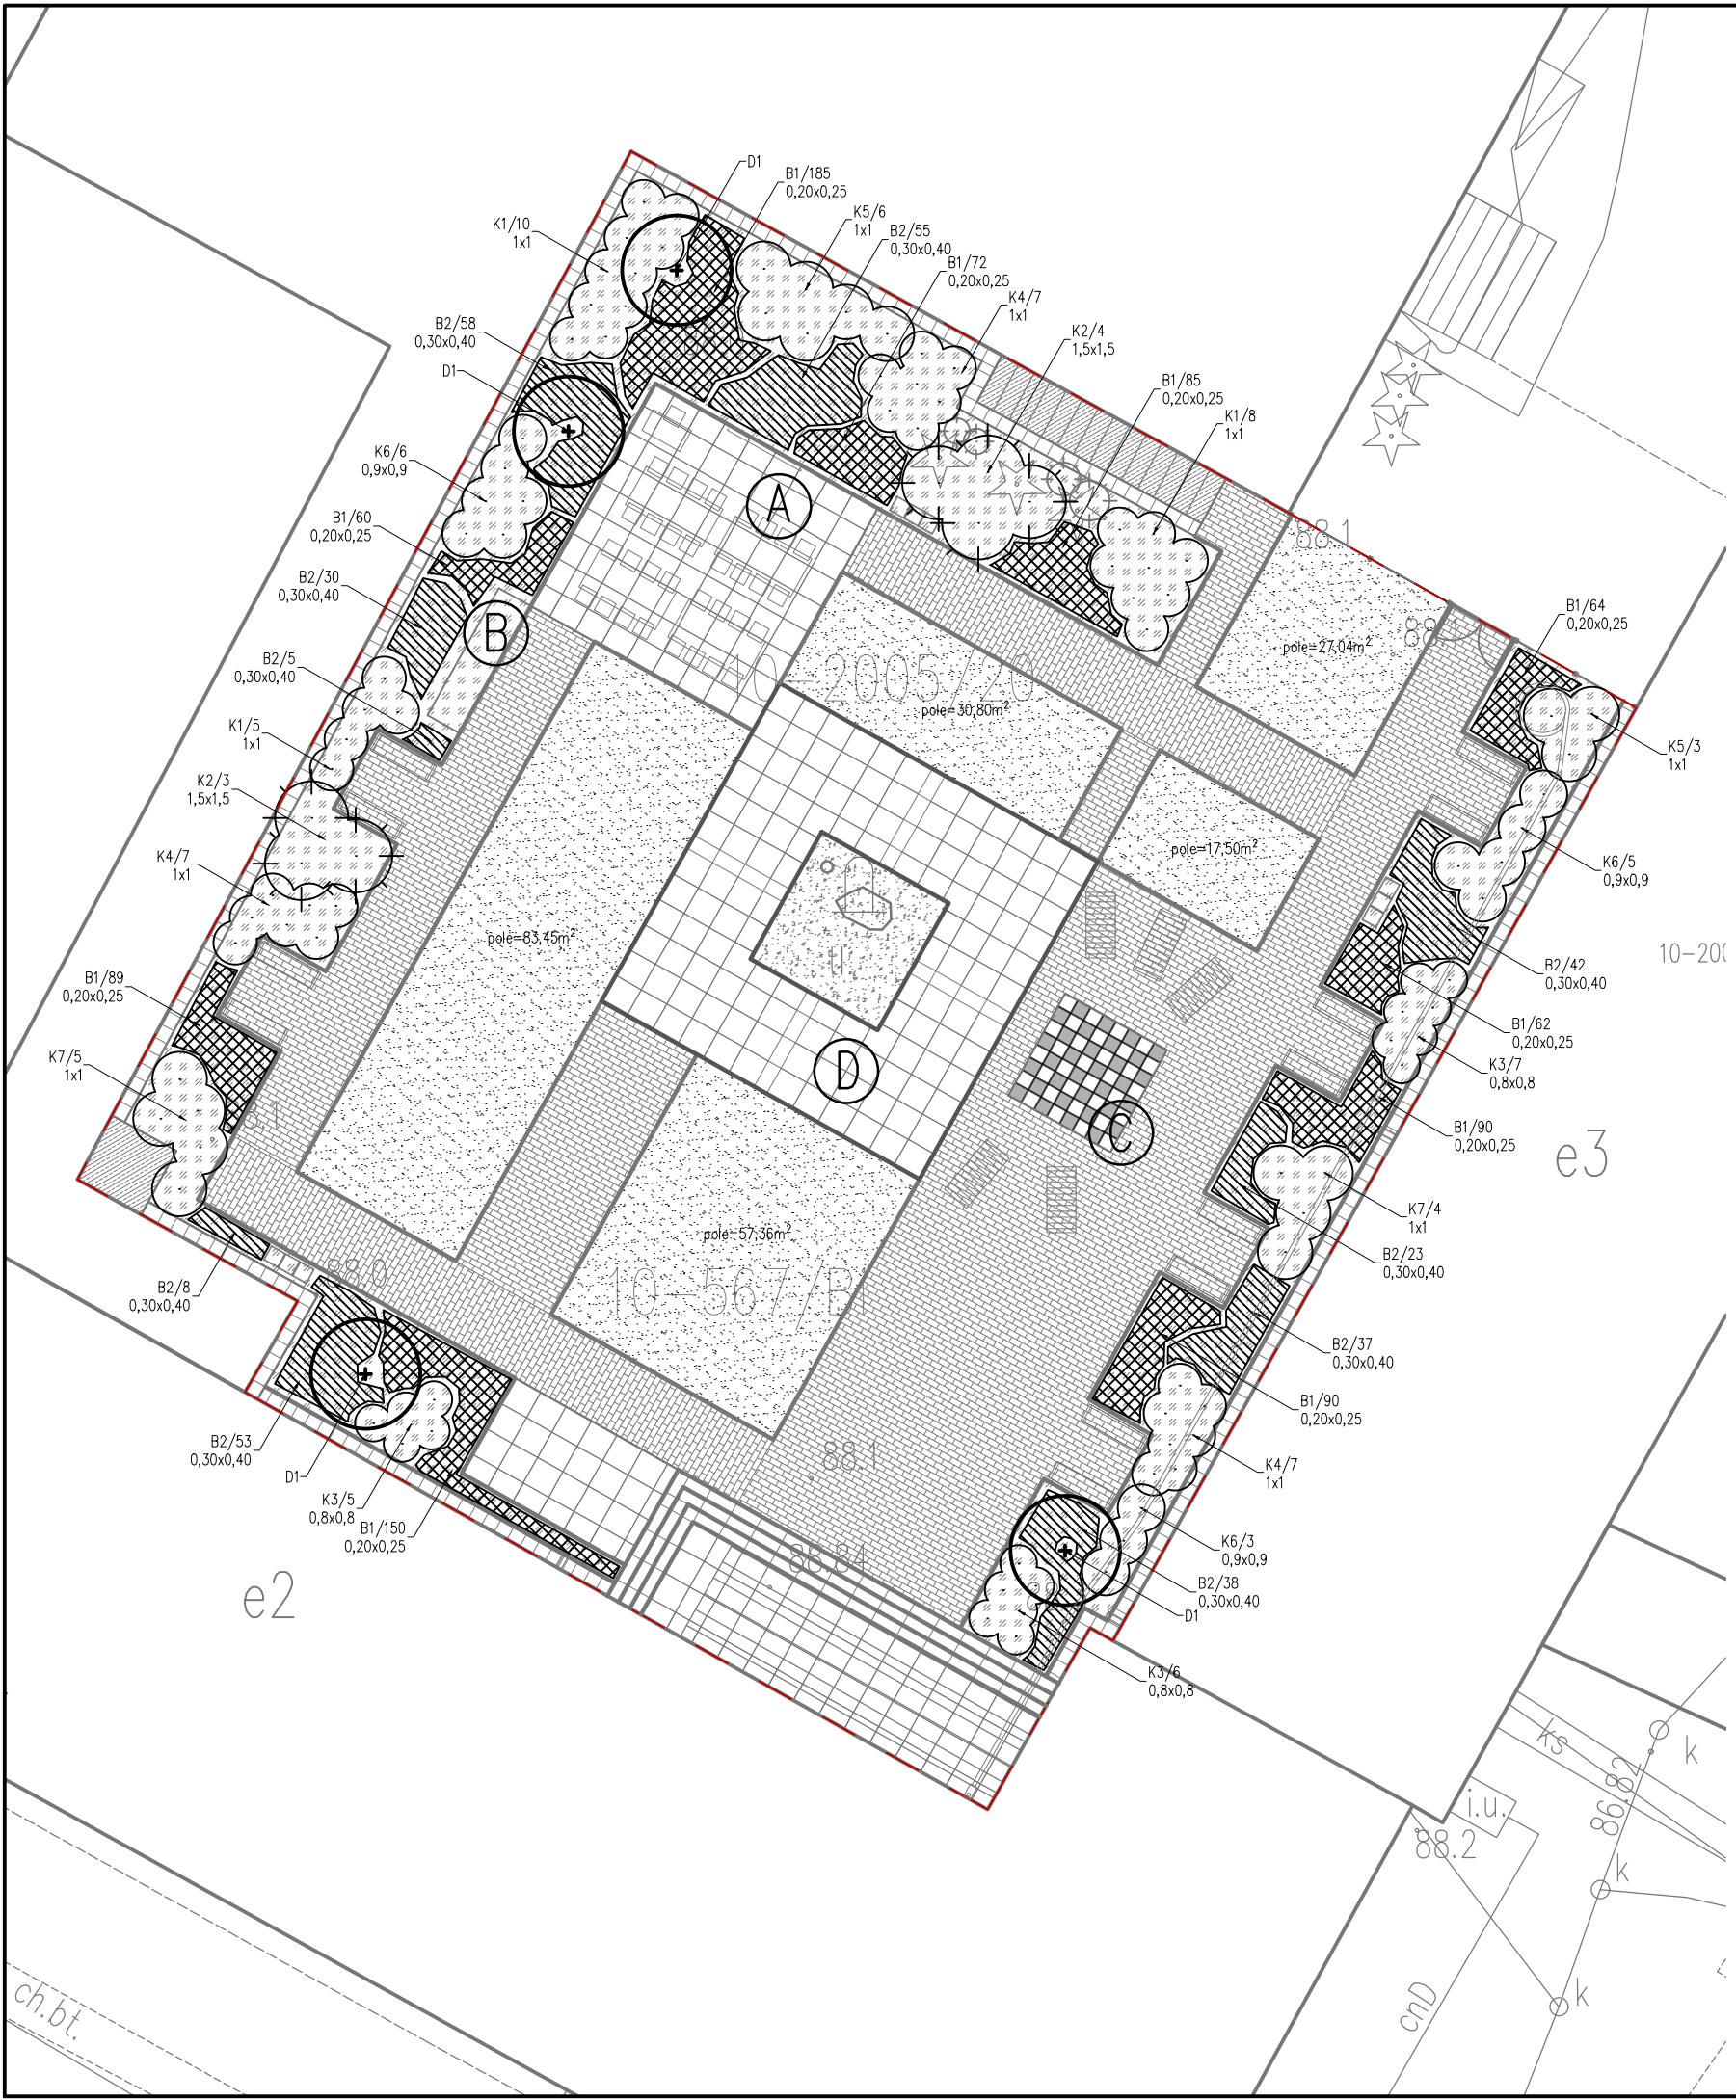 D1
B1/185
0,20x0,25
K5/6
1x1
K1/10
1x1
B2/55
0,30x0,40
B1/72
0,20x0,25
K4/7
1x1
K2/4
1,5x1,5
B2/58
0,30x0,40
D1
B1/85
0,20x0,25
K1/8
1x1
K6/6
0,9x0,9
A
B1/60
0,20x0,25
88.1
B2/30
0,30x0,40
B
B1/64
0,20x0,25
pole=27,04m²
B2/5
0,30x0,40
10-2005/20
pole=30,80m²
K1/5
1x1
K5/3
1x1
K2/3
1,5x1,5
pole=17,50m²
K4/7
1x1
K6/5
0,9x0,9
pole=83,45m²
10-200
B1/89
0,20x0,25
B2/42
0,30x0,40
B1/62
0,20x0,25
K7/5
1x1
D
K3/7
0,8x0,8
C
B1/90
0,20x0,25
e3
K7/4
1x1
pole=57,36m²
B2/23
0,30x0,40
88.0
B2/8
0,30x0,40
10-567/B1
B2/37
0,30x0,40
B1/90
0,20x0,25
B2/53
0,30x0,40
D1
88.1
K4/7
1x1
K3/5
0,8x0,8
B1/150
0,20x0,25
88.84
K6/3
0,9x0,9
B2/38
0,30x0,40
D1
e2
K3/6
0,8x0,8
ks
k
86.82
i.u.
88.2
k
k
cnD
ch.bt.